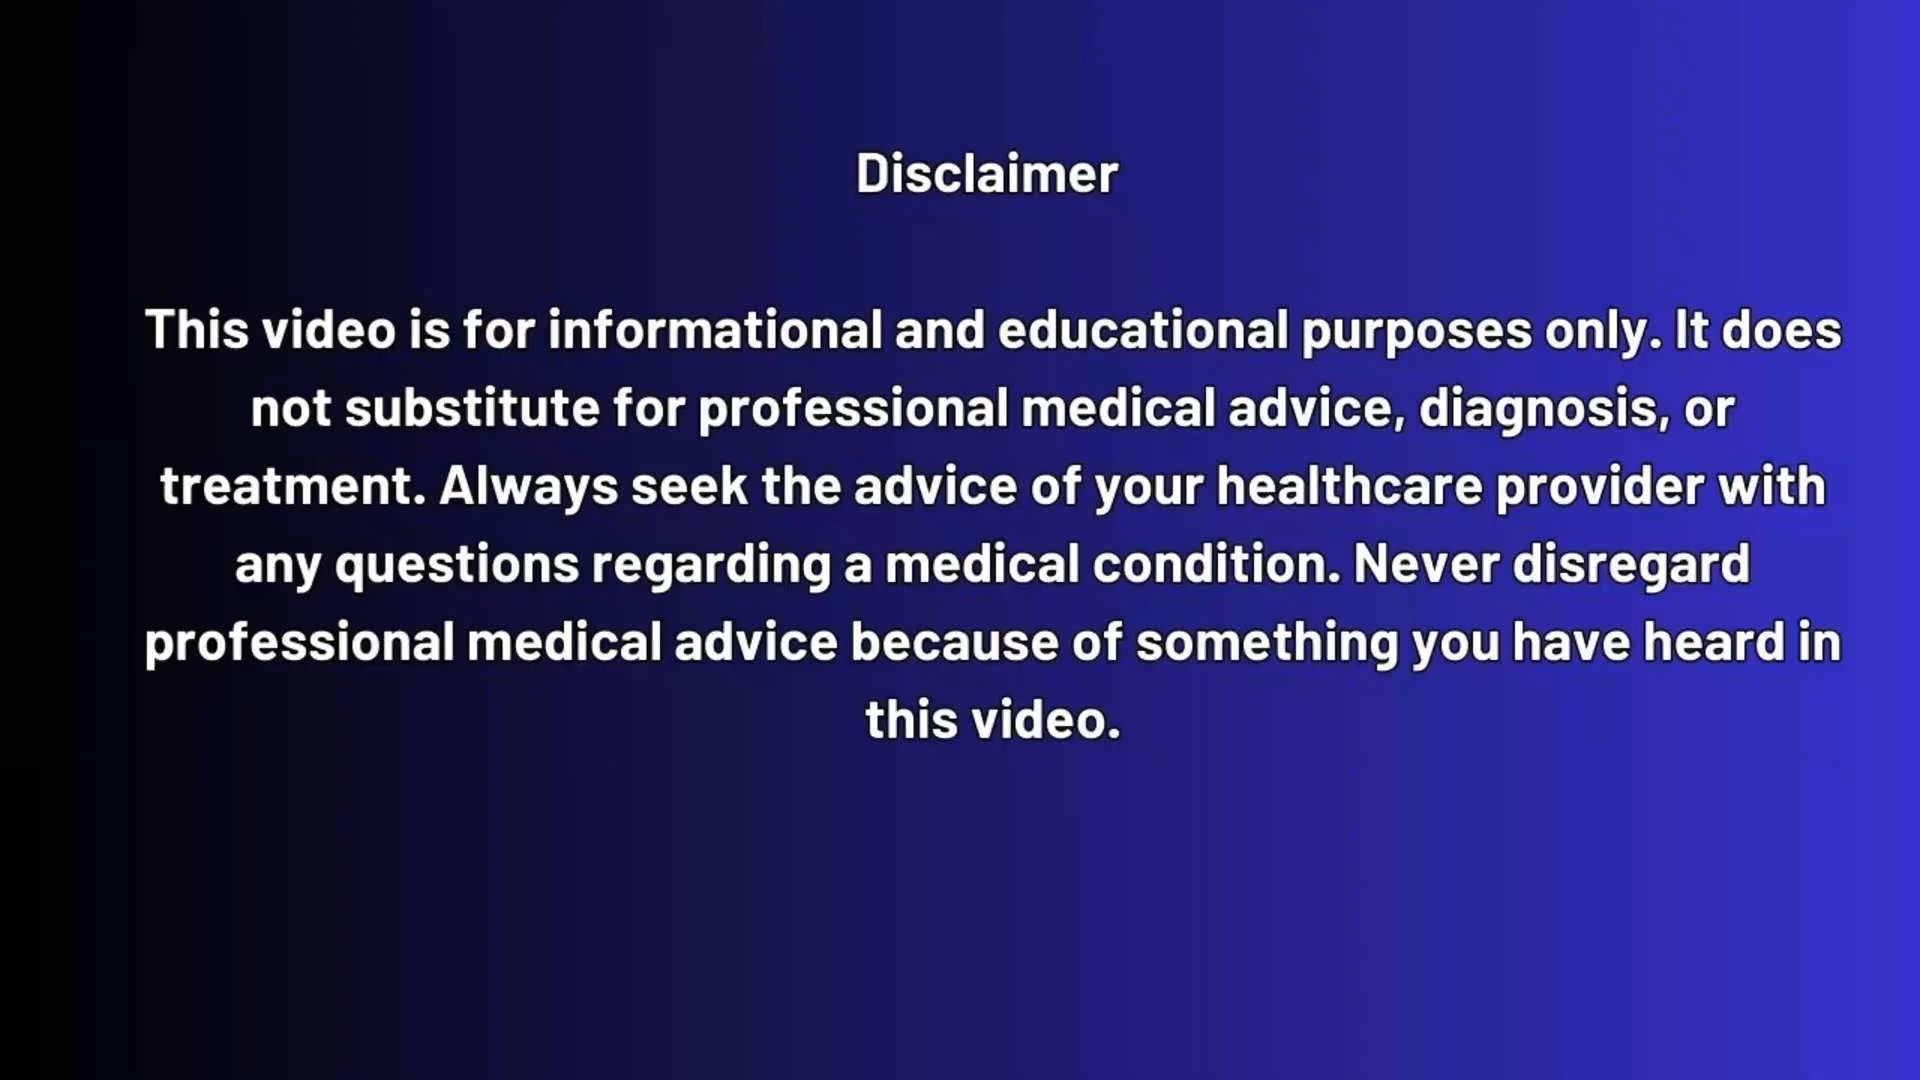 Disclaimer
This video is for informational and educational purposes only. It does
not substitute for professional medical advice, diagnosis, or
treatment. Always seek the advice of your healthcare provider with
any questions regarding a medical condition. Never disregard
professional medical advice because of something you have heard in
this video.